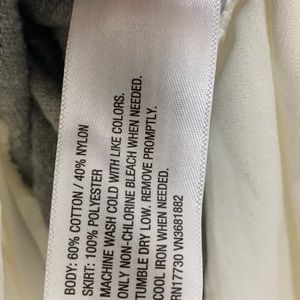 BODY: 60% COTTON / 40% NYLON
SKIRT: 100% POLYESTER
MACHINE WASH COLD WITH LIKE COLORS.
ONLY NON-CHLORINE BLEACH WHEN NEEDED.
TUMBLE DRY LOW. REMOVE PROMPTLY.
COOL IRON WHEN NEEDED.
RN17730 VN3681882